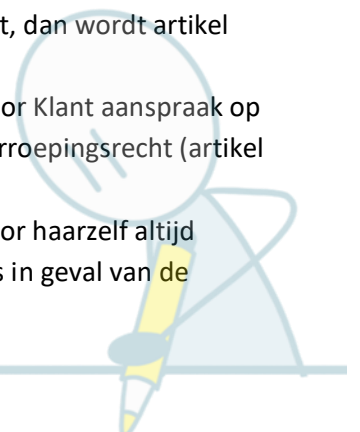 t, dan wordt artikel
or Klant aanspraak op
rroepingsrecht (artikel
or haarzelf altijd
s in geval van de